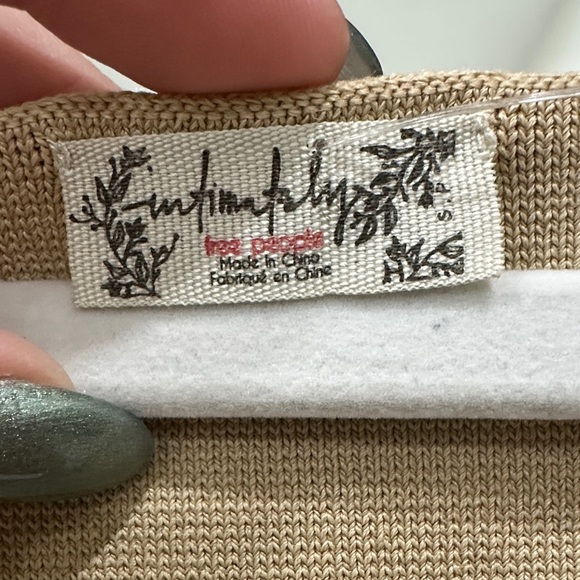 intimately
free people
Made in China
Fabriqué en Chine
S.P